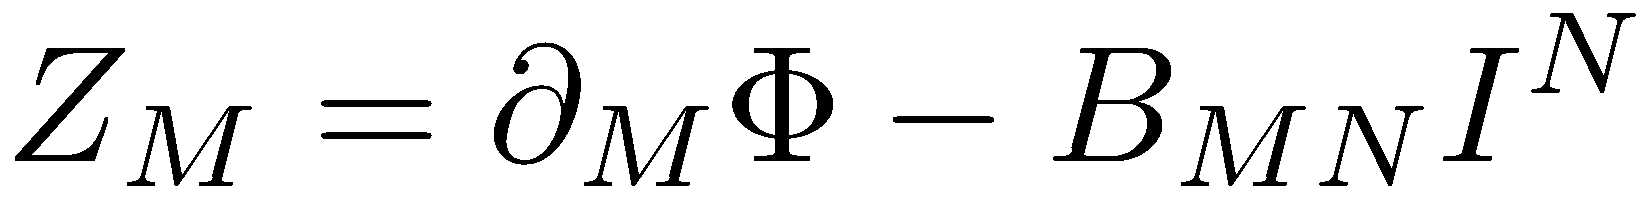 Z_M = ∂_M Φ − B_{MN} I^N